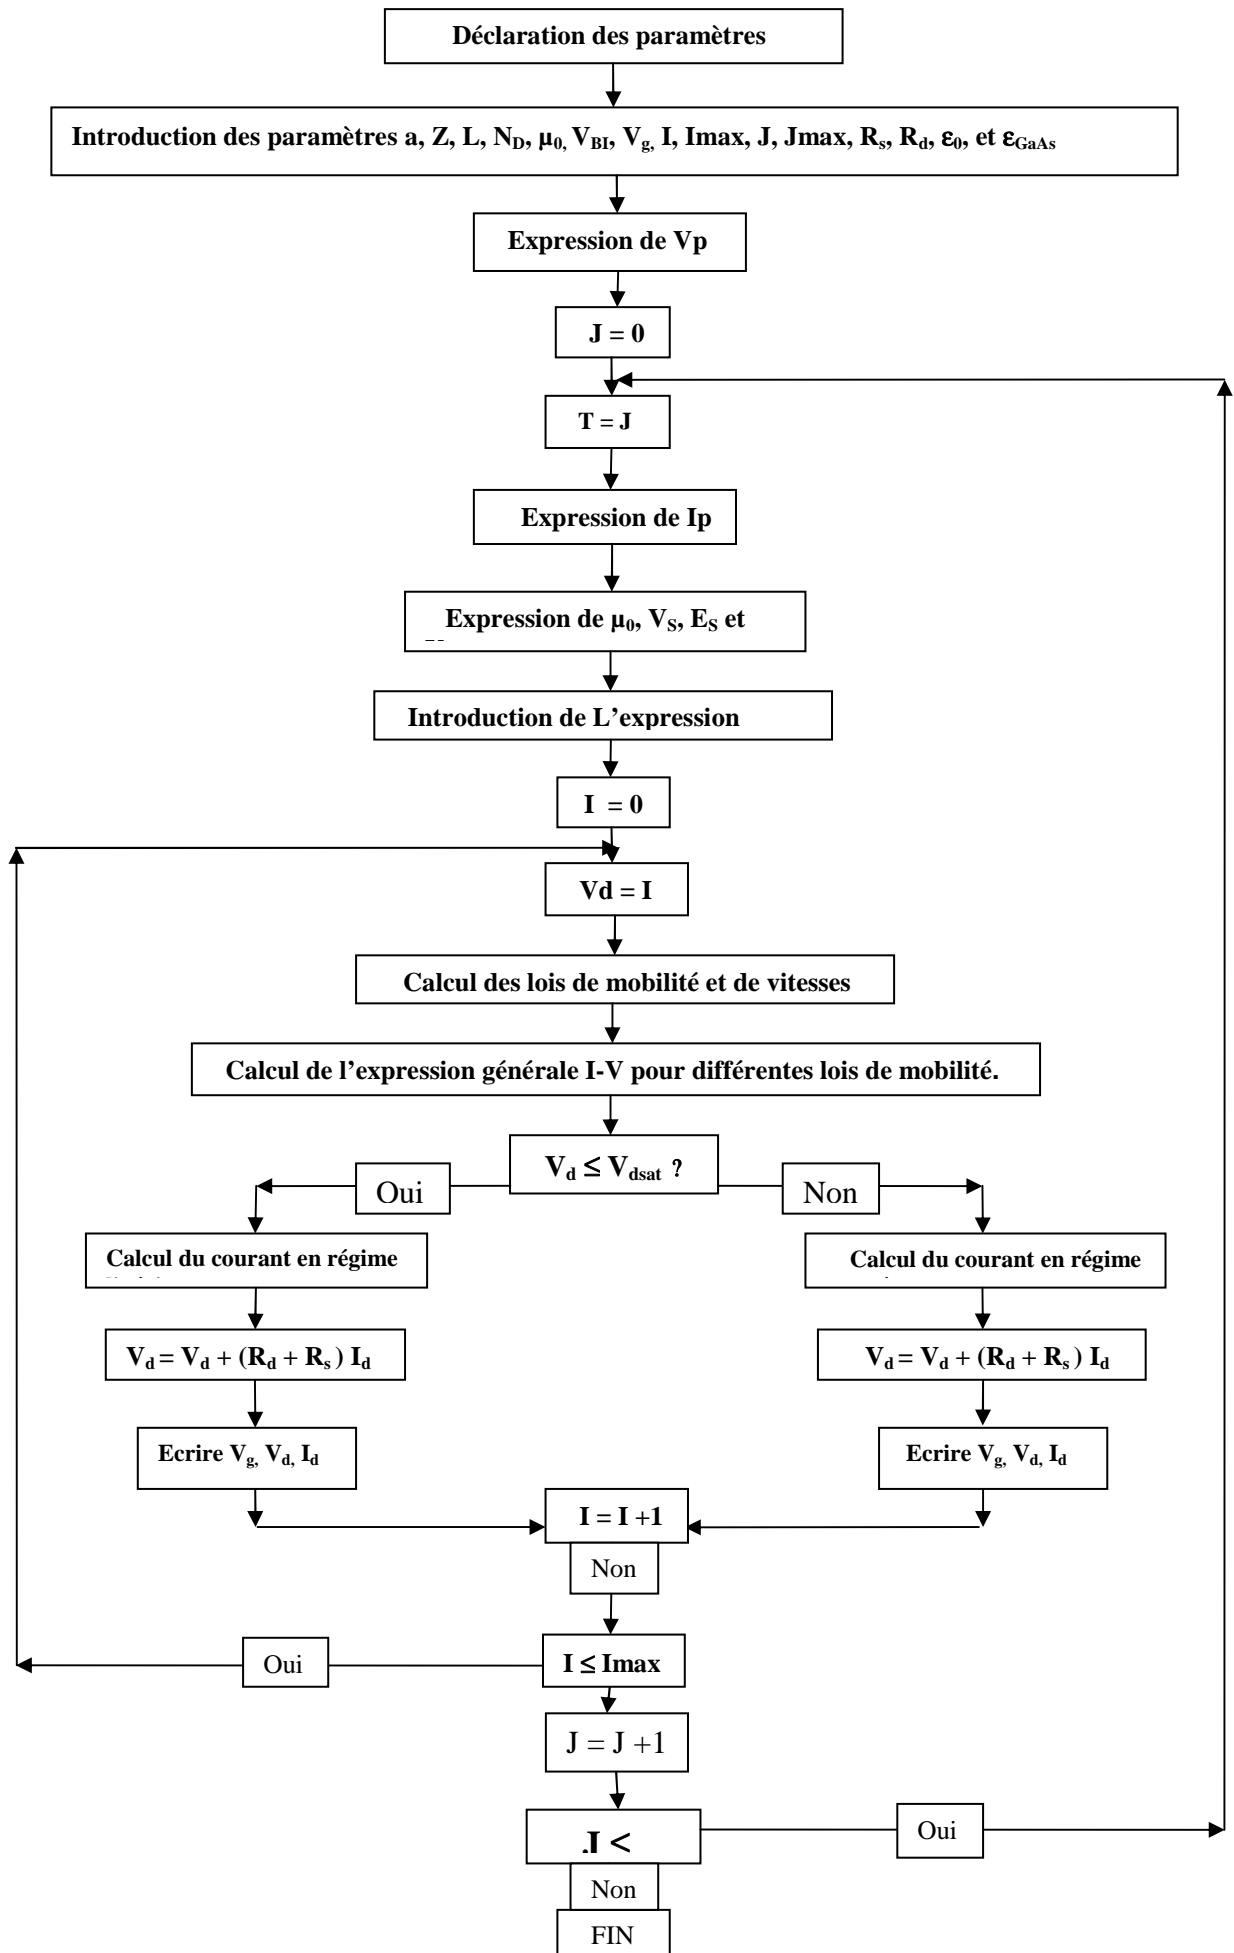 Déclaration des paramètres
Introduction des paramètres a, Z, L, N_D, µ₀, V_BI, V_g, I, Imax, J, Jmax, R_s, R_d, ε₀, et ε_GaAs
Expression de Vp
J = 0
T = J
Expression de Ip
Expression de µ₀, V_S, E_S et
Introduction de L’expression
I = 0
Vd = I
Calcul des lois de mobilité et de vitesses
Calcul de l’expression générale I-V pour différentes lois de mobilité.
V_d ≤ V_dsat ?
Oui
Non
Calcul du courant en régime
Calcul du courant en régime
V_d = V_d + (R_d + R_s) I_d
V_d = V_d + (R_d + R_s) I_d
Ecrire V_g, V_d, I_d
Ecrire V_g, V_d, I_d
I = I +1
Non
Oui
I ≤ Imax
J = J +1
J <
Oui
Non
FIN